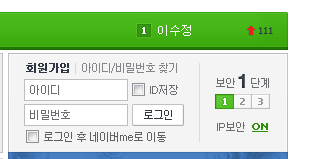 1 이수정 111
회원가입 | 아이디/비밀번호 찾기
아이디 ID저장
비밀번호 로그인
로그인 후 네이버me로 이동
보안 1 단계
1 2 3
IP보안 ON